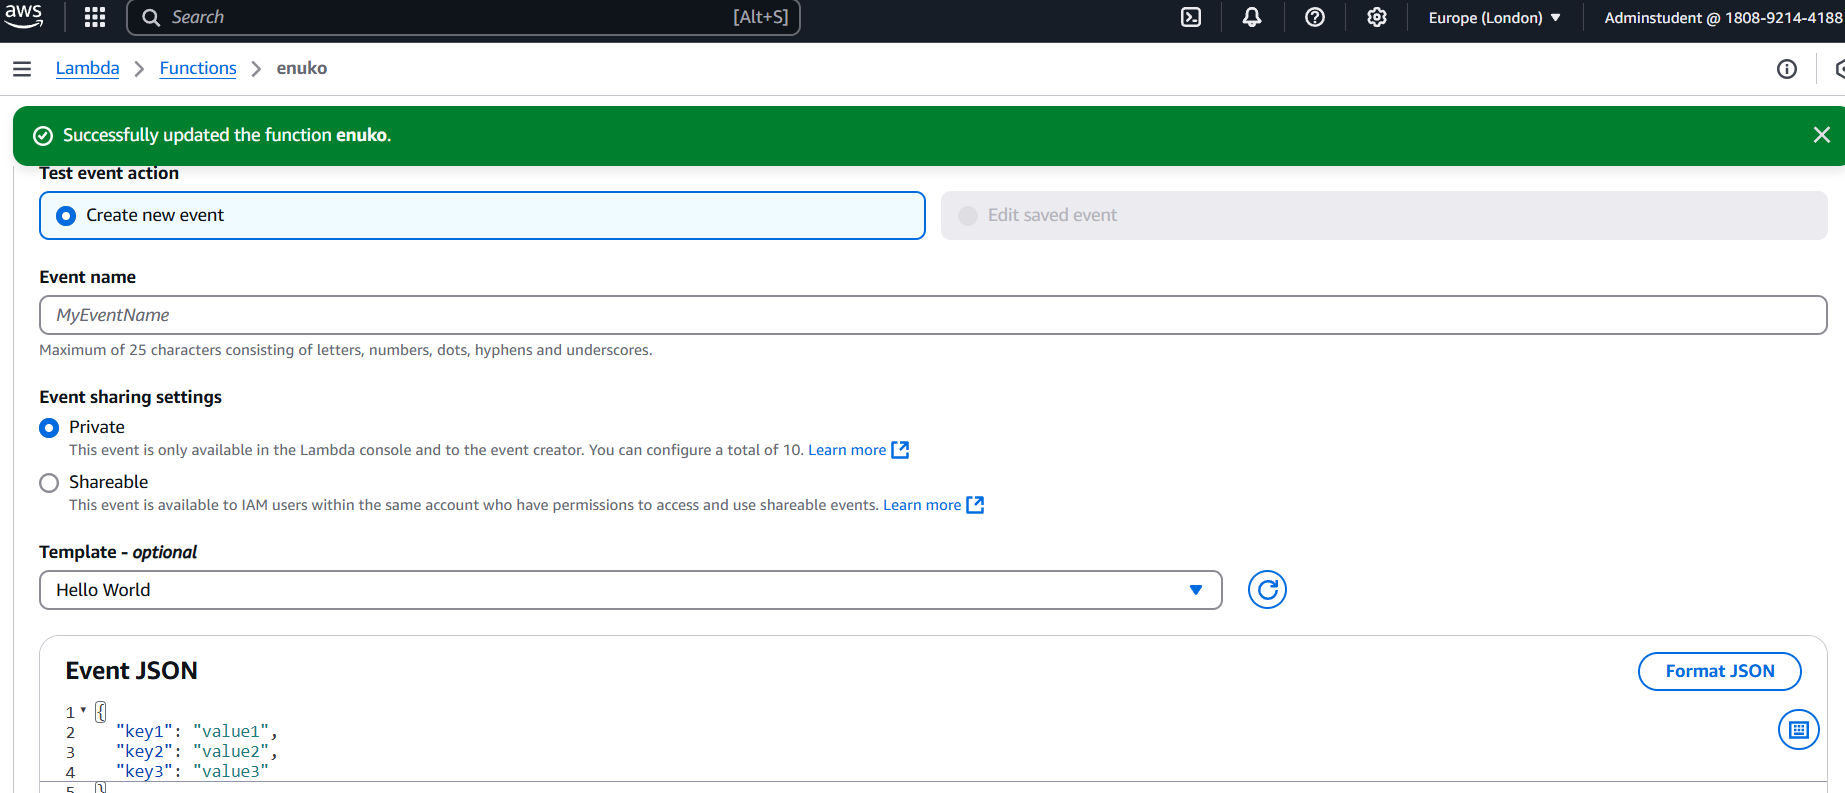 aws
Search [Alt+S] Europe (London) Adminstudent @ 1808-9214-4188
Lambda Functions enuko
Successfully updated the function enuko.
Test event action
Create new event Edit saved event
Event name
MyEventName
Maximum of 25 characters consisting of letters, numbers, dots, hyphens and underscores.
Event sharing settings
Private
This event is only available in the Lambda console and to the event creator. You can configure a total of 10. Learn more
Shareable
This event is available to IAM users within the same account who have permissions to access and use shareable events. Learn more
Template - optional
Hello World
Event JSON Format JSON
1 {
2 "key1": "value1",
3 "key2": "value2",
4 "key3": "value3"
5 }